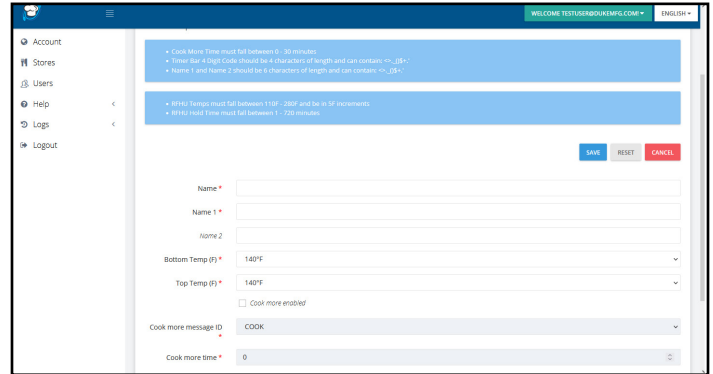 WELCOME TESTUSER@DUKEMFG.COM!
ENGLISH
Account
Stores
Users
Help
Logs
Logout
• Cook More Time must fall between 0 - 30 minutes
• Timer Bar 4 Digit Code should be 4 characters of length and can contain: <>-_()$+.'
• Name 1 and Name 2 should be 6 characters of length and can contain: <>-_()$+.'
• RFHU Temps must fall between 110F - 280F and be in 5F increments
• RFHU Hold Time must fall between 1 - 720 minutes
SAVE RESET CANCEL
Name *
Name 1 *
Name 2
Bottom Temp (F) * 140°F
Top Temp (F) * 140°F
Cook more enabled
Cook more message ID * COOK
Cook more time * 0